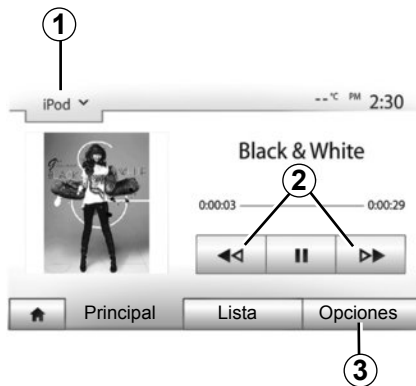 1
iPod
--°C PM 2:30
Black & White
2
0:00:03 0:00:29
Principal Lista Opciones
3